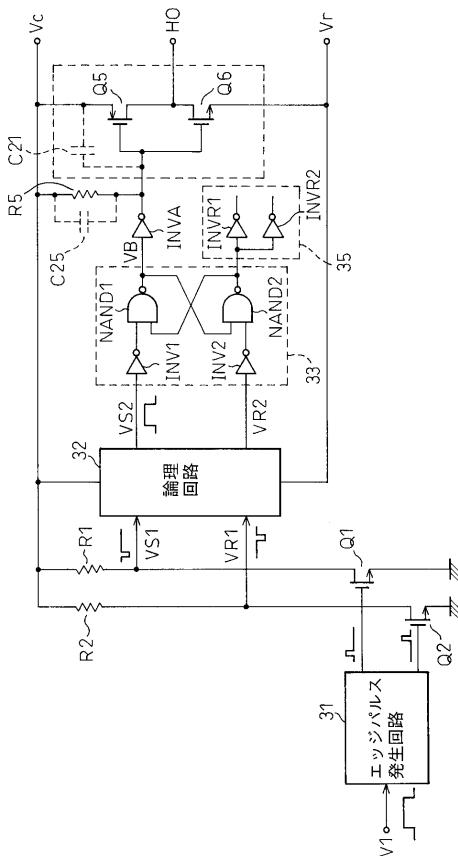 V1
31
エッジパルス
発生回路
Q2
Q1
R2
R1
VS1
VR1
32
論理
回路
VS2
VR2
INV1
INV2
NAND1
NAND2
33
VB
INVA
INVR1
INVR2
35
C25
R5
C21
Q5
Q6
Vc
HO
Vr